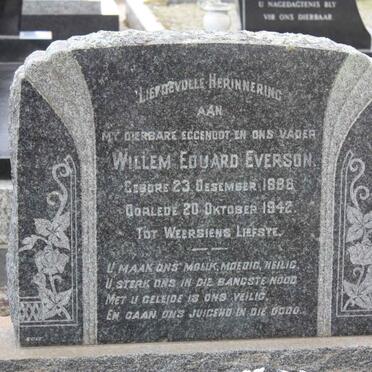 U NAGEDAGTENIS BLY
VIR ONS DIERBAAR
LIEFDEVOLLE HERINNERING
AAN
MY DIERBARE EGGENOOT EN ONS VADER
WILLEM EDUARD EVERSON
GEBORE 23 DESEMBER 1886
OORLEDE 20 OKTOBER 1942.
TOT WEERSIENS LIEFSTE.
U MAAK ONS VROLIK, MOEDIG, HEILIG,
U STERK ONS IN DIE BANGSTE NOOD
MET U GELEIDE IS ONS VEILIG,
EN GAAN ONS JUIGEND IN DIE DOOD.